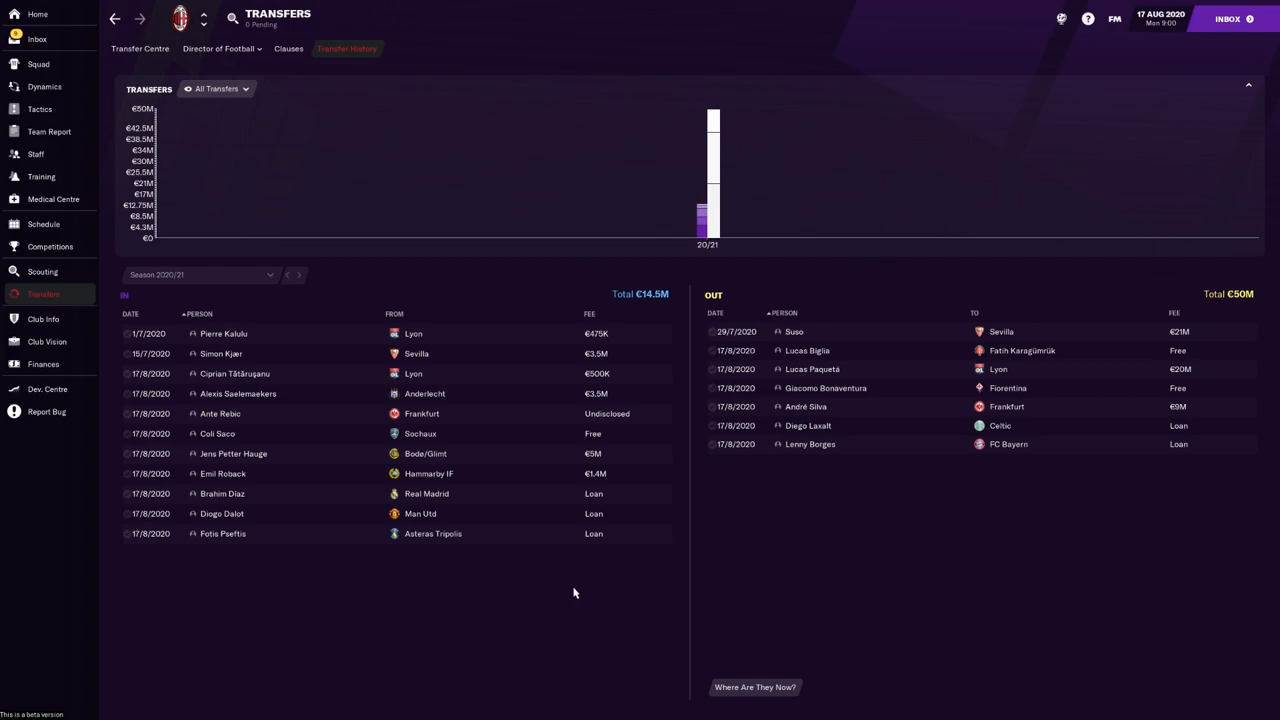 Home
9
Inbox
Squad
Dynamics
Tactics
Team Report
Staff
Training
Medical Centre
Schedule
Competitions
Scouting
Transfers
Club Info
Club Vision
Finances
Dev. Centre
Report Bug
This is a beta version
TRANSFERS
0 Pending
FM
17 AUG 2020
Mon 9:00
INBOX
Transfer Centre Director of Football Clauses Transfer History
TRANSFERS All Transfers
€50M
€42.5M
€38.5M
€34M
€30M
€25.5M
€21M
€17M
€12.75M
€8.5M
€4.3M
€0
20/21
Season 2020/21
IN Total €14.5M
DATE PERSON FROM FEE
1/7/2020 Pierre Kalulu Lyon €475K
15/7/2020 Simon Kjær Sevilla €3.5M
17/8/2020 Ciprian Tătărușanu Lyon €500K
17/8/2020 Alexis Saelemaekers Anderlecht €3.5M
17/8/2020 Ante Rebic Frankfurt Undisclosed
17/8/2020 Coli Saco Sochaux Free
17/8/2020 Jens Petter Hauge Bodø/Glimt €5M
17/8/2020 Emil Roback Hammarby IF €1.4M
17/8/2020 Brahim Díaz Real Madrid Loan
17/8/2020 Diogo Dalot Man Utd Loan
17/8/2020 Fotis Pseftis Asteras Tripolis Loan
OUT Total €50M
DATE PERSON TO FEE
29/7/2020 Suso Sevilla €21M
17/8/2020 Lucas Biglia Fatih Karagümrük Free
17/8/2020 Lucas Paquetá Lyon €20M
17/8/2020 Giacomo Bonaventura Fiorentina Free
17/8/2020 André Silva Frankfurt €9M
17/8/2020 Diego Laxalt Celtic Loan
17/8/2020 Lenny Borges FC Bayern Loan
Where Are They Now?